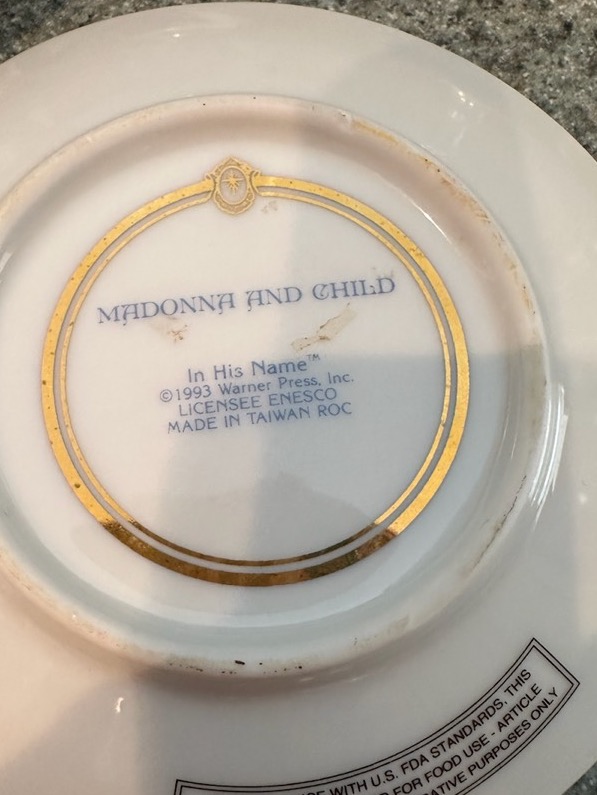 MADONNA AND CHILD
In His Name™
©1993 Warner Press, Inc.
LICENSEE ENESCO
MADE IN TAIWAN ROC
WITH U.S. FDA STANDARDS, THIS
FOR FOOD USE - ARTICLE
PURPOSES ONLY